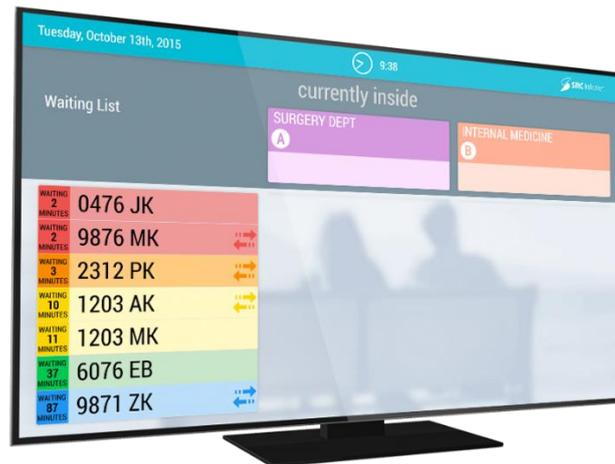 Tuesday, October 13th, 2015
9:38
SRC Infonet
Waiting List
currently inside
SURGERY DEPT
A
INTERNAL MEDICINE
B
WAITING
2
MINUTES
0476 JK
WAITING
2
MINUTES
9876 MK
WAITING
3
MINUTES
2312 PK
WAITING
10
MINUTES
1203 AK
WAITING
11
MINUTES
1203 MK
WAITING
37
MINUTES
6076 EB
WAITING
87
MINUTES
9871 ZK